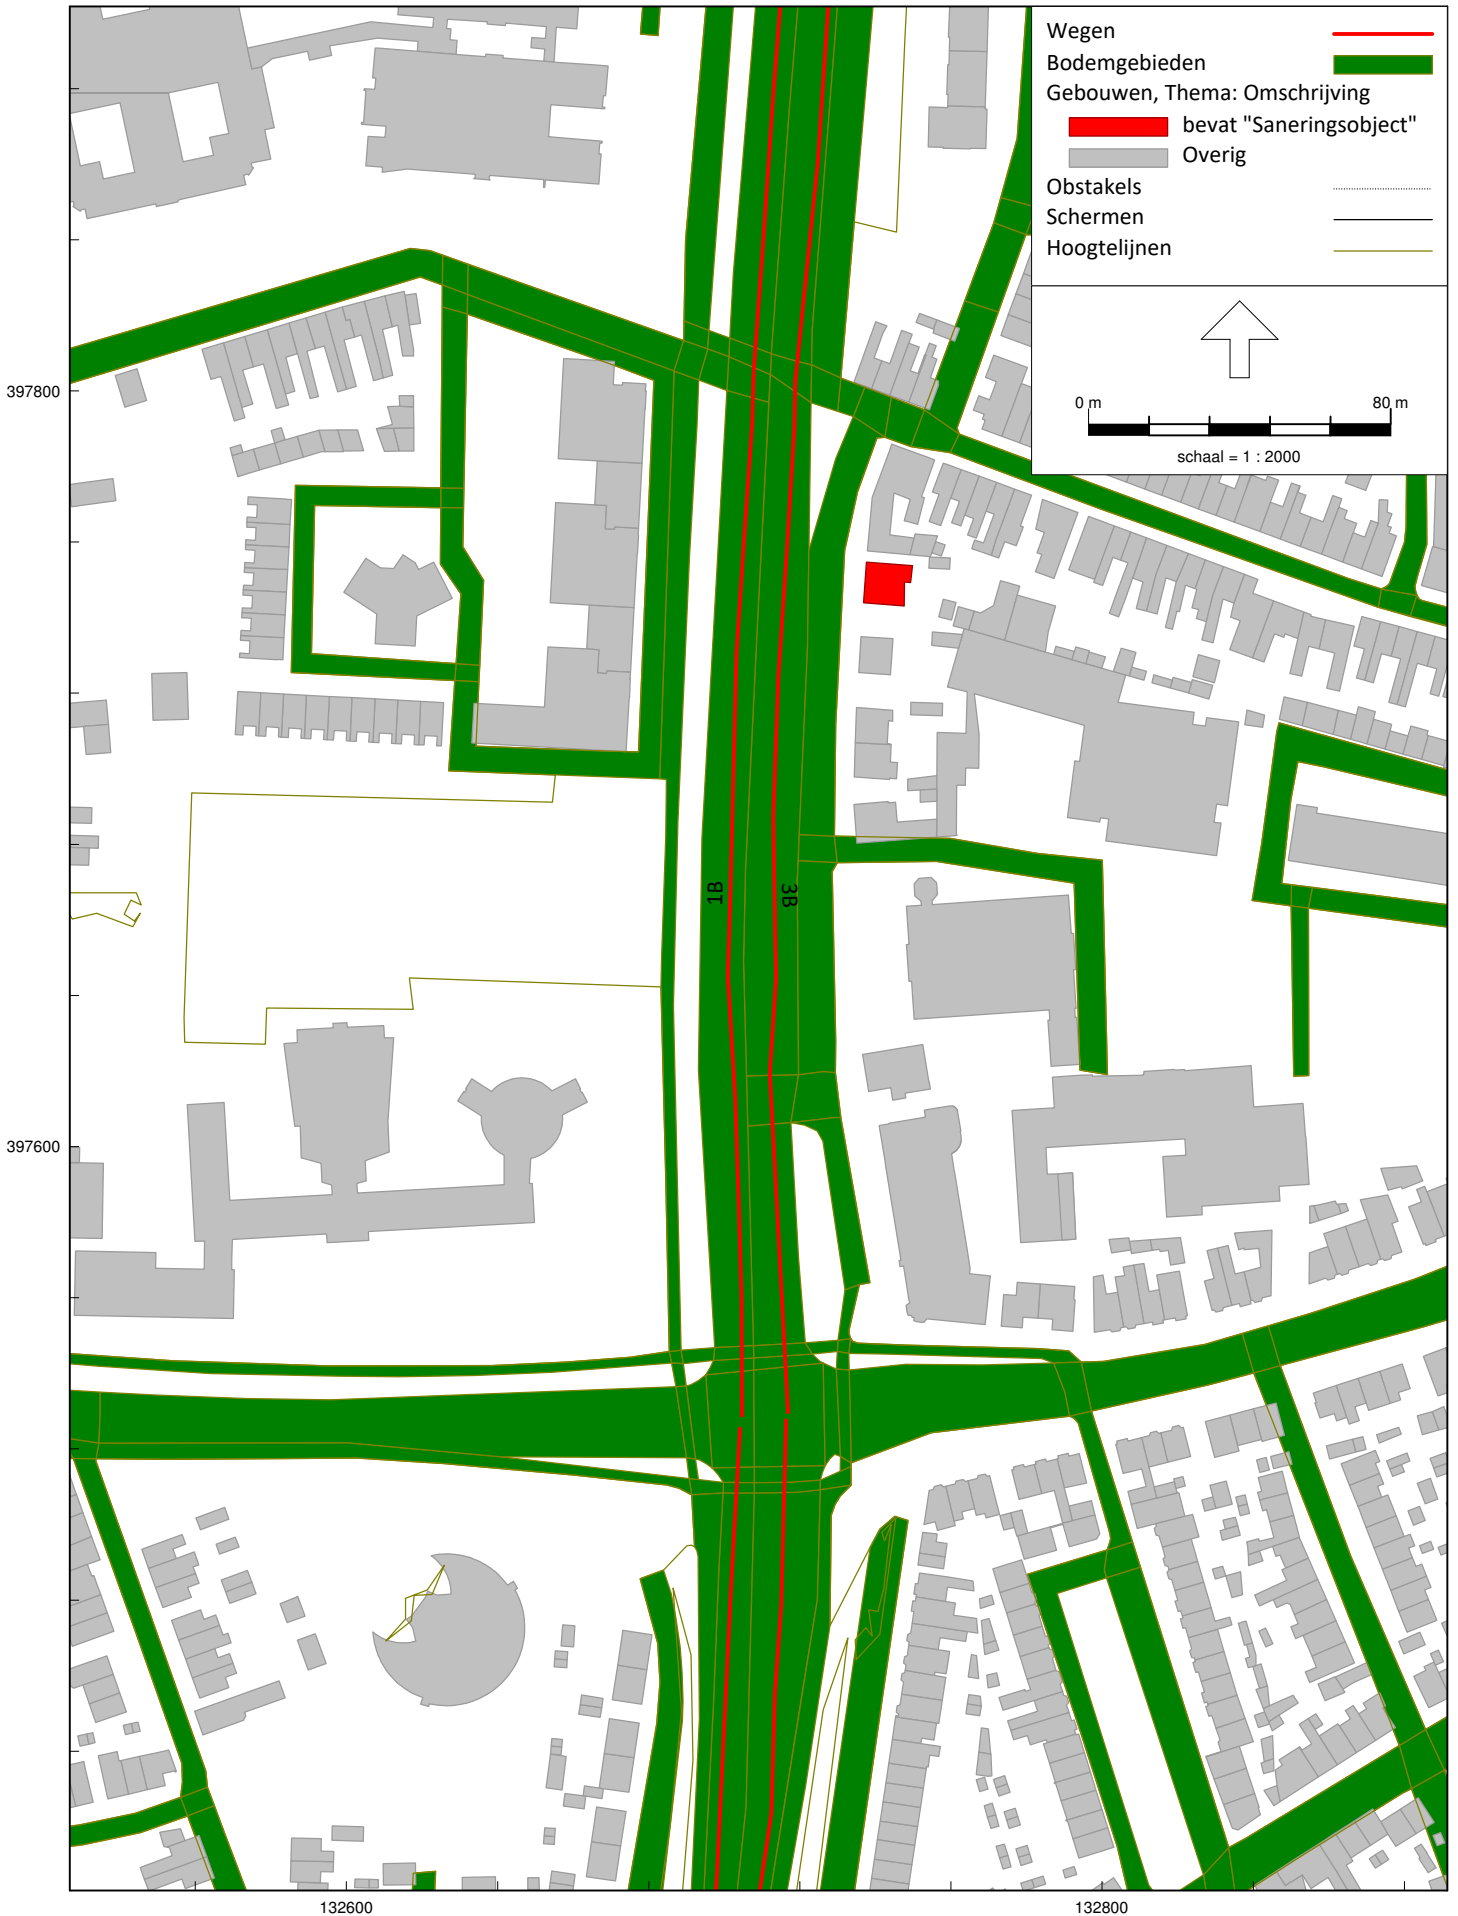 Wegen
Bodemgebieden
Gebouwen, Thema: Omschrijving
bevat "Saneringsobject"
Overig
Obstakels
Schermen
Hoogtelijnen
0 m 80 m
schaal = 1 : 2000
397800
1B
3B
397600
132600
132800